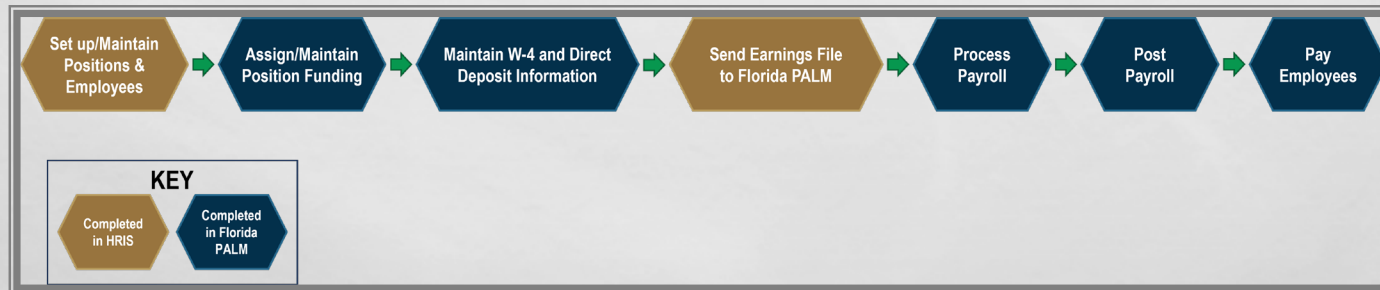 Set up/Maintain
Positions &
Employees
Assign/Maintain
Position Funding
Maintain W-4 and Direct
Deposit Information
Send Earnings File
to Florida PALM
Process
Payroll
Post
Payroll
Pay
Employees
KEY
Completed
in HRIS
Completed
in Florida
PALM